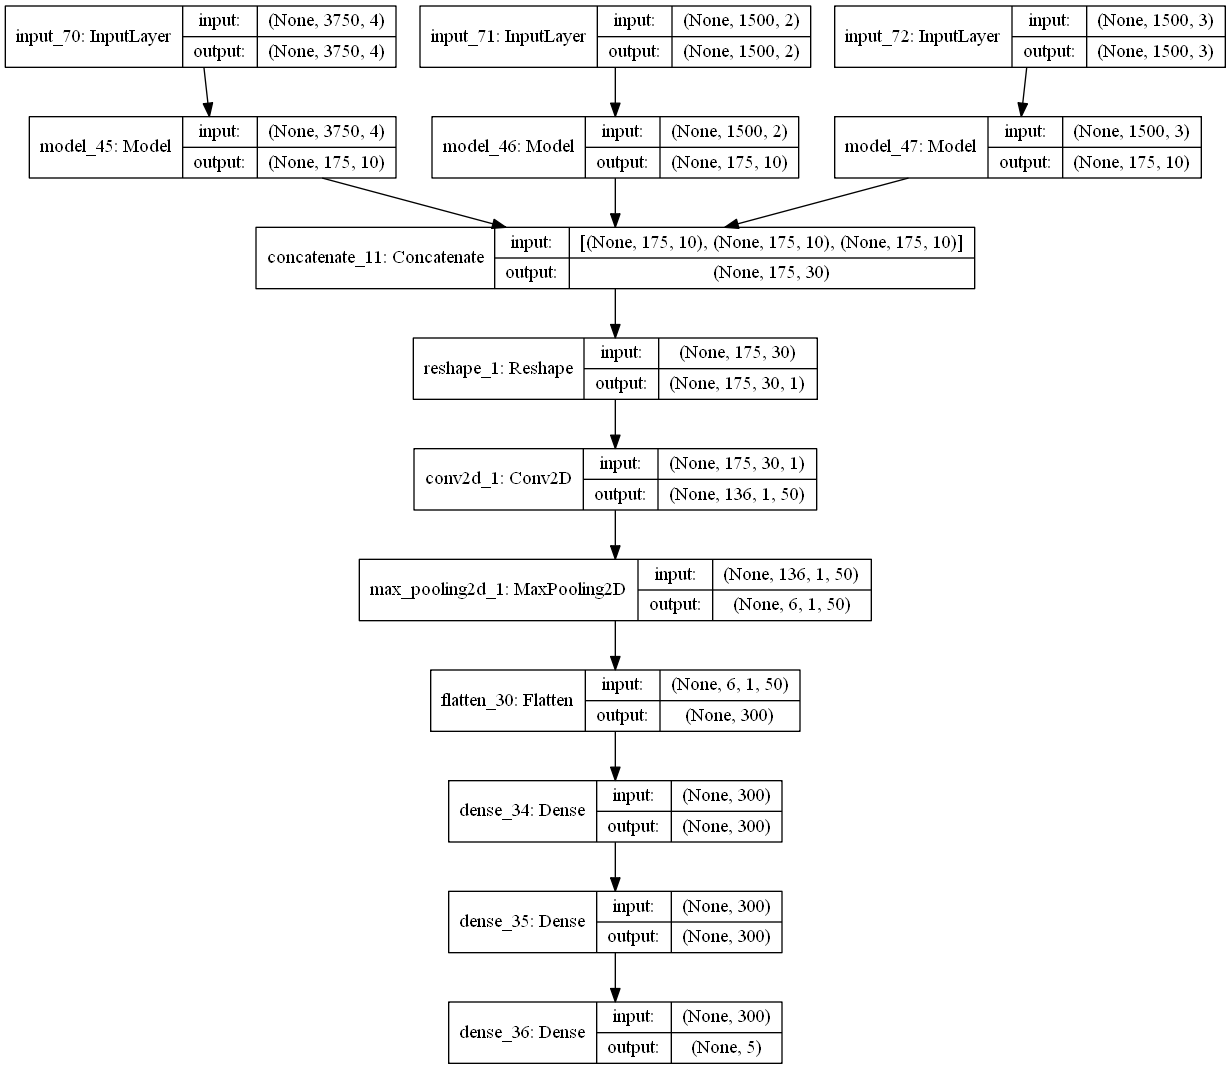 input_70: InputLayer
input: (None, 3750, 4)
output: (None, 3750, 4)
input_71: InputLayer
input: (None, 1500, 2)
output: (None, 1500, 2)
input_72: InputLayer
input: (None, 1500, 3)
output: (None, 1500, 3)
model_45: Model
input: (None, 3750, 4)
output: (None, 175, 10)
model_46: Model
input: (None, 1500, 2)
output: (None, 175, 10)
model_47: Model
input: (None, 1500, 3)
output: (None, 175, 10)
concatenate_11: Concatenate
input: [(None, 175, 10), (None, 175, 10), (None, 175, 10)]
output: (None, 175, 30)
reshape_1: Reshape
input: (None, 175, 30)
output: (None, 175, 30, 1)
conv2d_1: Conv2D
input: (None, 175, 30, 1)
output: (None, 136, 1, 50)
max_pooling2d_1: MaxPooling2D
input: (None, 136, 1, 50)
output: (None, 6, 1, 50)
flatten_30: Flatten
input: (None, 6, 1, 50)
output: (None, 300)
dense_34: Dense
input: (None, 300)
output: (None, 300)
dense_35: Dense
input: (None, 300)
output: (None, 300)
dense_36: Dense
input: (None, 300)
output: (None, 5)